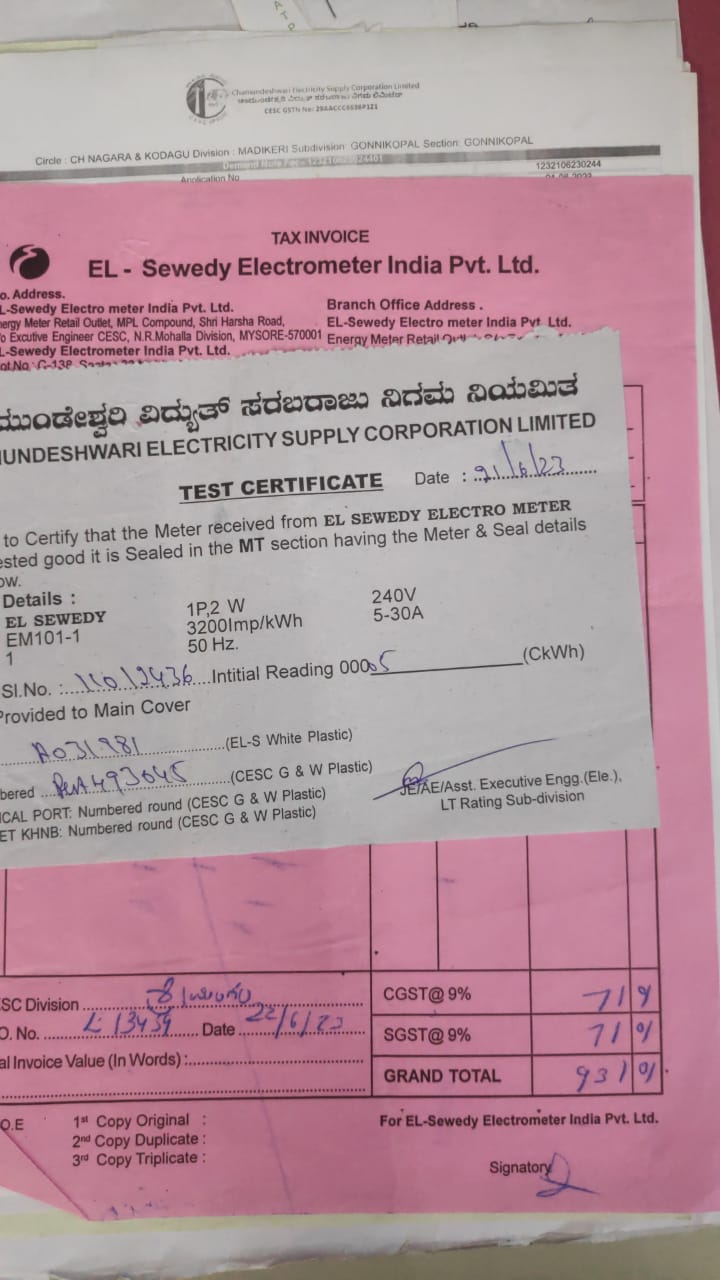 Chamundeshwari Electricity Supply Corporation Limited
CESC GSTN No: 29AACCC6636P1Z1
Circle : CH NAGARA & KODAGU Division : MADIKERI Subdivision: GONNIKOPAL Section: GONNIKOPAL
1232106230244
Application No
TAX INVOICE
EL - Sewedy Electrometer India Pvt. Ltd.
o. Address.
L-Sewedy Electro meter India Pvt. Ltd.
nergy Meter Retail Outlet, MPL Compound, Shri Harsha Road,
o Excutive Engineer CESC, N.R.Mohalla Division, MYSORE-570001
L-Sewedy Electrometer India Pvt. Ltd.
Branch Office Address .
EL-Sewedy Electro meter India Pvt. Ltd.
Energy Meter Retail
ಮುಂಡೇಶ್ವರಿ ವಿದ್ಯುತ್ ಸರಬರಾಜು ನಿಗಮ ನಿಯಮಿತ
UNDESHWARI ELECTRICITY SUPPLY CORPORATION LIMITED
TEST CERTIFICATE
Date : 21/6/23
to Certify that the Meter received from EL SEWEDY ELECTRO METER
ested good it is Sealed in the MT section having the Meter & Seal details
ow.
Details :
EL SEWEDY 1P,2 W 240V
EM101-1 3200Imp/kWh 5-30A
1 50 Hz.
Sl.No. : Intitial Reading 00005 (CkWh)
Provided to Main Cover
A031981 (EL-S White Plastic)
bered (CESC G & W Plastic)
ICAL PORT: Numbered round (CESC G & W Plastic)
ET KHNB: Numbered round (CESC G & W Plastic)
JE/AE/Asst. Executive Engg.(Ele.),
LT Rating Sub-division
SC Division
O. No. L 13439 Date 22/6/23
al Invoice Value (In Words) :
CGST@ 9% 71
SGST@ 9% 71
GRAND TOTAL 931
O.E
1st Copy Original :
2nd Copy Duplicate :
3rd Copy Triplicate :
For EL-Sewedy Electrometer India Pvt. Ltd.
Signatory